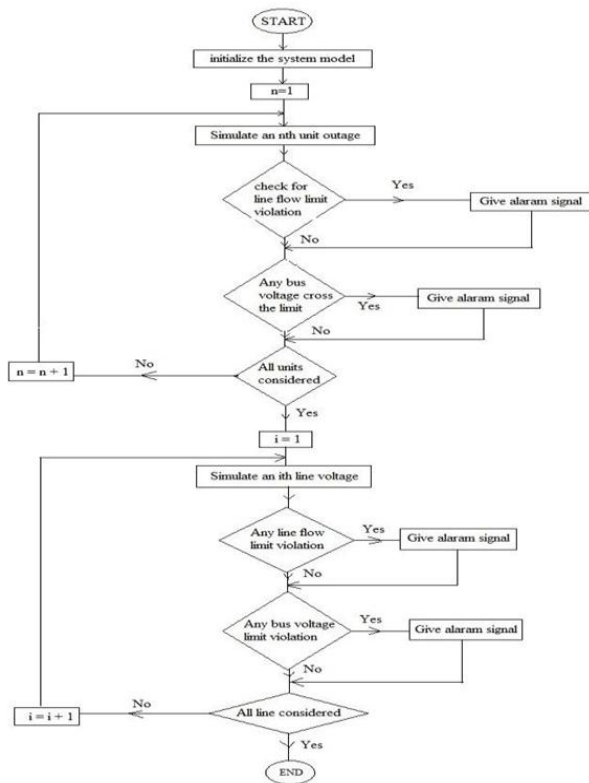 START
initialize the system model
n=1
Simulate an nth unit outage
check for
line flow limit
violation
Yes
Give alaram signal
No
Any bus
voltage cross
the limit
Yes
Give alaram signal
No
All units
considered
No
n = n + 1
Yes
i = 1
Simulate an ith line voltage
Any line flow
limit violation
Yes
Give alaram signal
No
Any bus voltage
limit violation
Yes
Give alaram signal
No
All line considered
No
i = i + 1
Yes
END